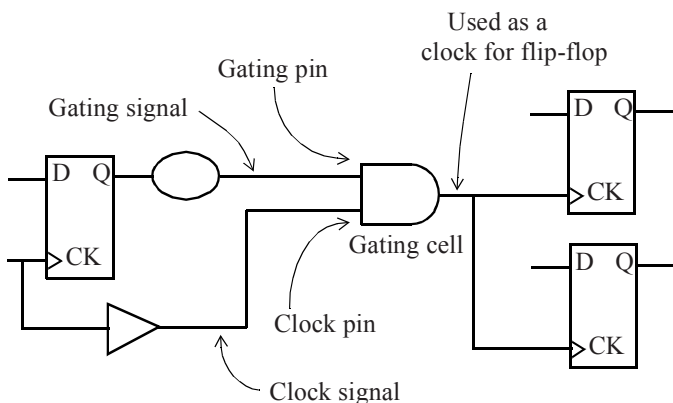 Used as a
clock for flip-flop
Gating pin
Gating signal
D Q
CK
D Q
CK
Gating cell
D Q
CK
Clock pin
Clock signal